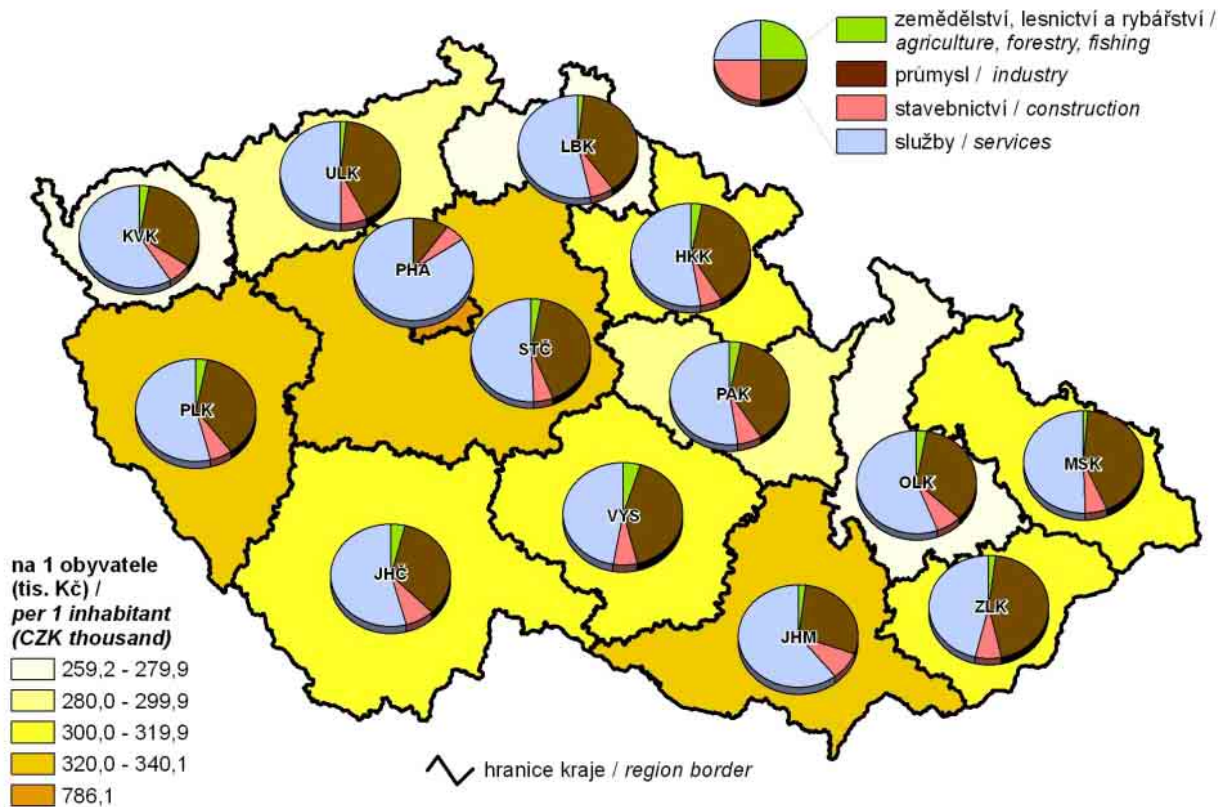 zemědělství, lesnictví a rybářství /
agriculture, forestry, fishing
průmysl / industry
stavebnictví / construction
služby / services
LBK
ULK
KVK
HKK
PHA
STČ
PAK
PLK
MSK
OLK
VYS
JHČ
ZLK
JHM
na 1 obyvatele
(tis. Kč) /
per 1 inhabitant
(CZK thousand)
259,2 - 279,9
280,0 - 299,9
300,0 - 319,9
320,0 - 340,1
786,1
hranice kraje / region border